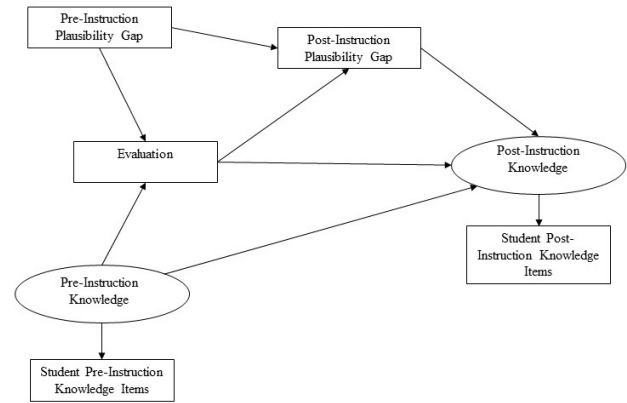 Pre-Instruction
Plausibility Gap
Post-Instruction
Plausibility Gap
Evaluation
Post-Instruction
Knowledge
Student Post-
Instruction Knowledge
Items
Pre-Instruction
Knowledge
Student Pre-Instruction
Knowledge Items